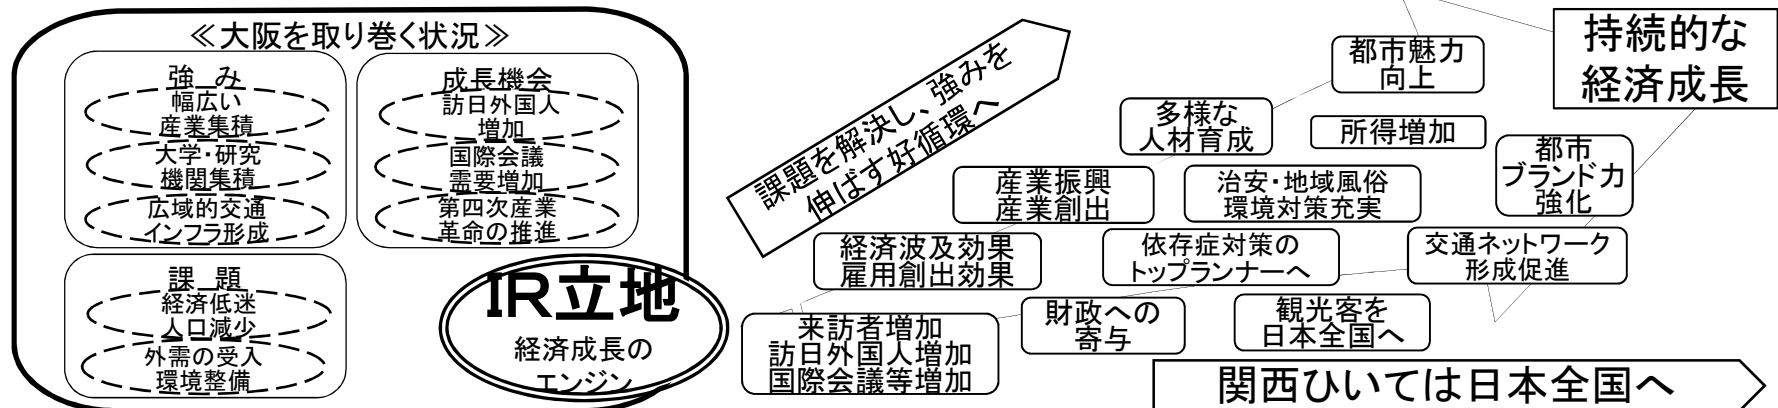 ≪大阪を取り巻く状況≫
強　み
幅広い
産業集積
大学・研究
機関集積
広域的交通
インフラ形成
成長機会
訪日外国人
増加
国際会議
需要増加
第四次産業
革命の推進
課　題
経済低迷
人口減少
外需の受入
環境整備
IR立地
経済成長の
エンジン
課題を解決し、強みを
伸ばす好循環へ
来訪者増加
訪日外国人増加
国際会議等増加
経済波及効果
雇用創出効果
産業振興
産業創出
多様な
人材育成
都市魅力
向上
所得増加
治安・地域風俗
環境対策充実
依存症対策の
トップランナーへ
財政への
寄与
観光客を
日本全国へ
交通ネットワーク
形成促進
都市
ブランド力
強化
持続的な
経済成長
関西ひいては日本全国へ